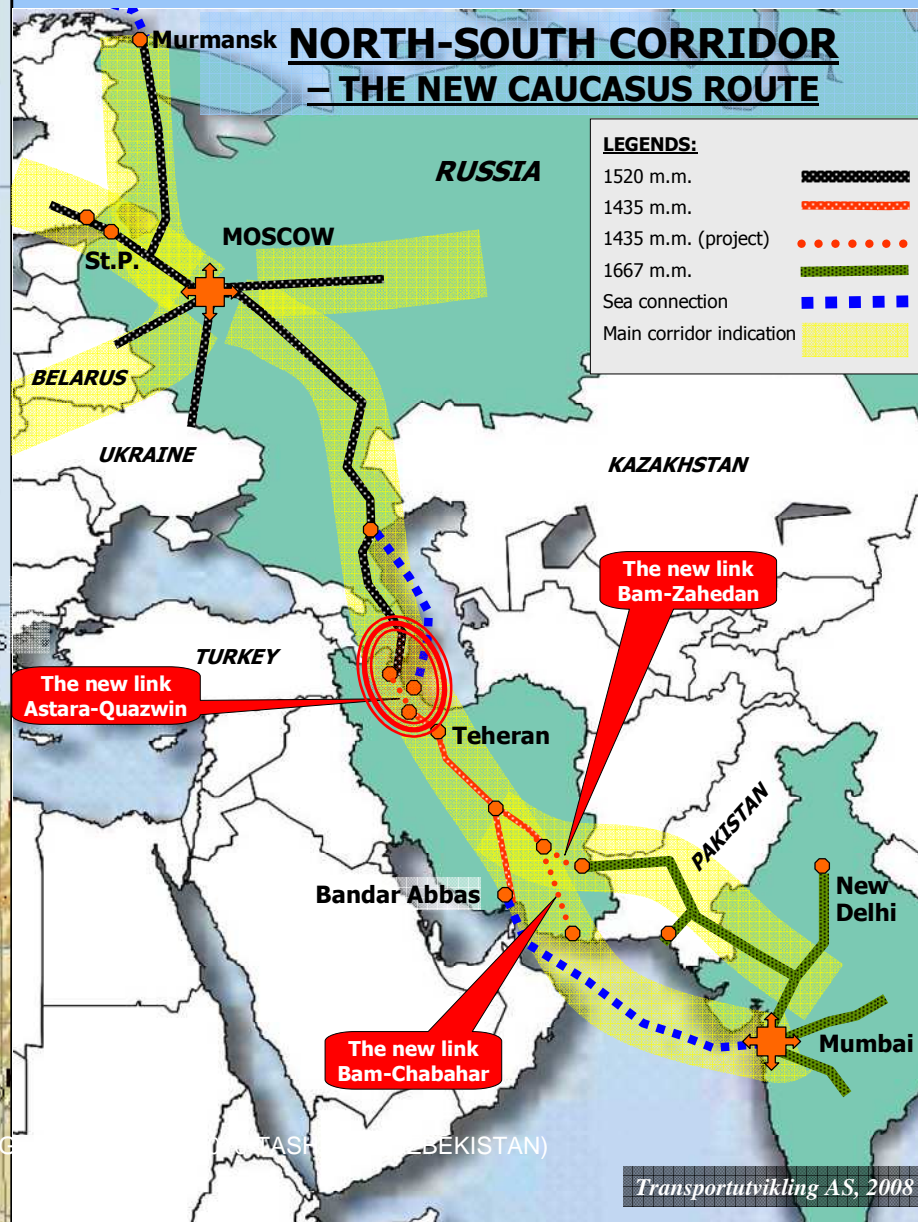 Murmansk
NORTH-SOUTH CORRIDOR
– THE NEW CAUCASUS ROUTE
LEGENDS:
1520 m.m.
1435 m.m.
1435 m.m. (project)
1667 m.m.
Sea connection
Main corridor indication
RUSSIA
MOSCOW
St.P.
BELARUS
UKRAINE
KAZAKHSTAN
The new link
Bam-Zahedan
TURKEY
The new link
Astara-Quazwin
Teheran
PAKISTAN
Bandar Abbas
New
Delhi
The new link
Bam-Chabahar
Mumbai
EBEKISTAN)
Transportutvikling AS, 2008